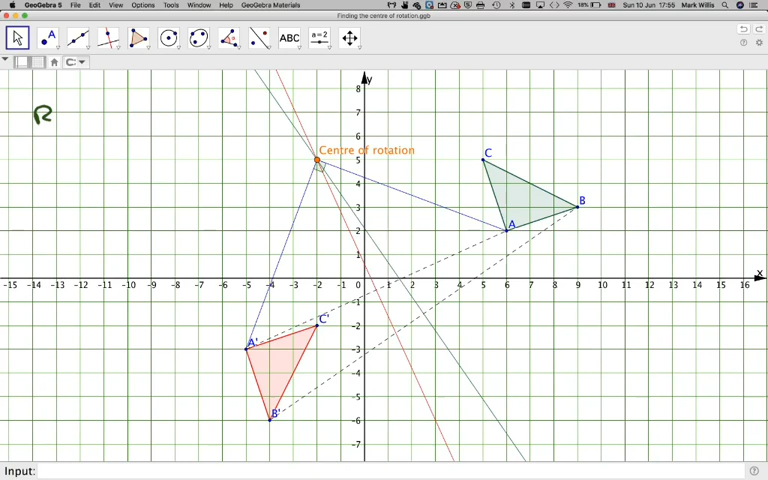 GeoGebra 5 File Edit View Options Tools Window Help GeoGebra Materials 18% Sun 10 Jun 17:55 Mark Willis
Finding the centre of rotation.ggb
A ABC a=2
R
y
8
7
6
5
4
3
2
1
Centre of rotation
C
B
A
-15 -14 -13 -12 -11 -10 -9 -8 -7 -6 -5 -4 -3 -2 -1 0 1 2 3 4 5 6 7 8 9 10 11 12 13 14 15 16
x
-1
-2
-3
-4
-5
-6
-7
C'
A'
B'
Input: